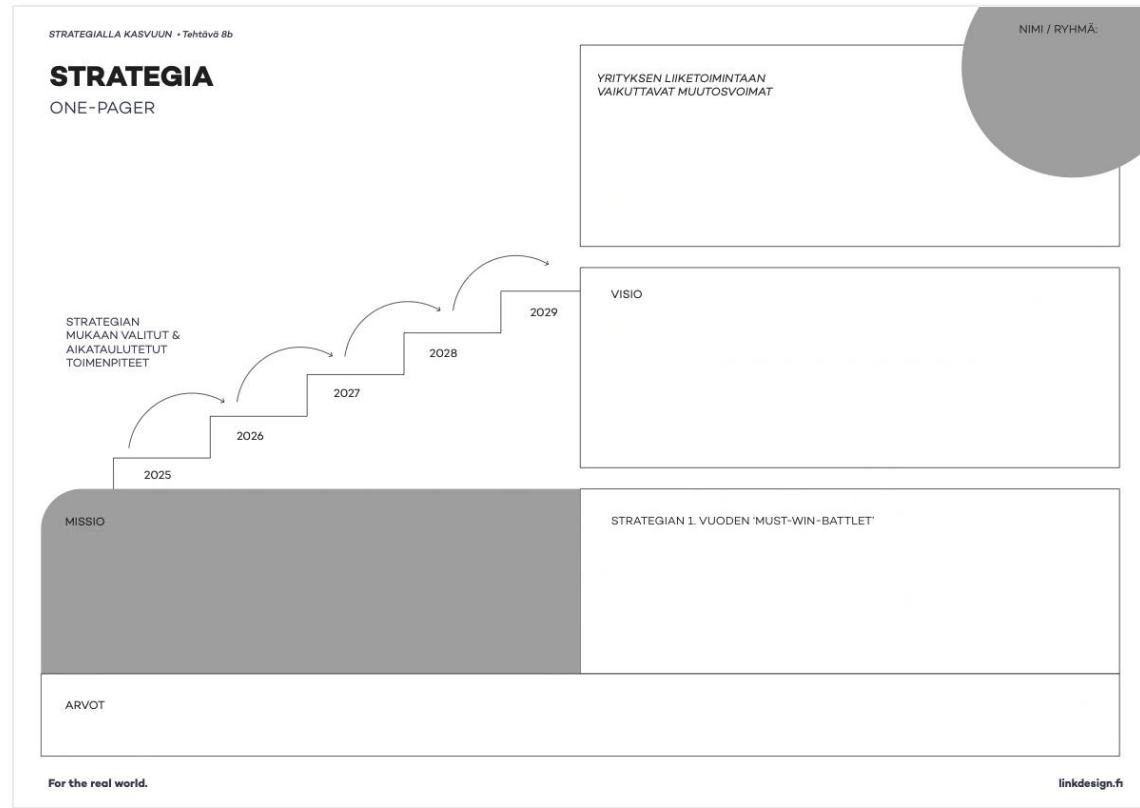 STRATEGIALLA KASVUUN • Tehtävä 8b
STRATEGIA
ONE-PAGER
NIMI / RYHMÄ:
YRITYKSEN LIIKETOIMINTAAN
VAIKUTTAVAT MUUTOSVOIMAT
VISIO
STRATEGIAN
MUKAAN VALITUT &
AIKATAULUTETUT
TOIMENPITEET
2025
2026
2027
2028
2029
MISSIO
STRATEGIAN 1. VUODEN ‘MUST-WIN-BATTLET’
ARVOT
For the real world.
linkdesign.fi